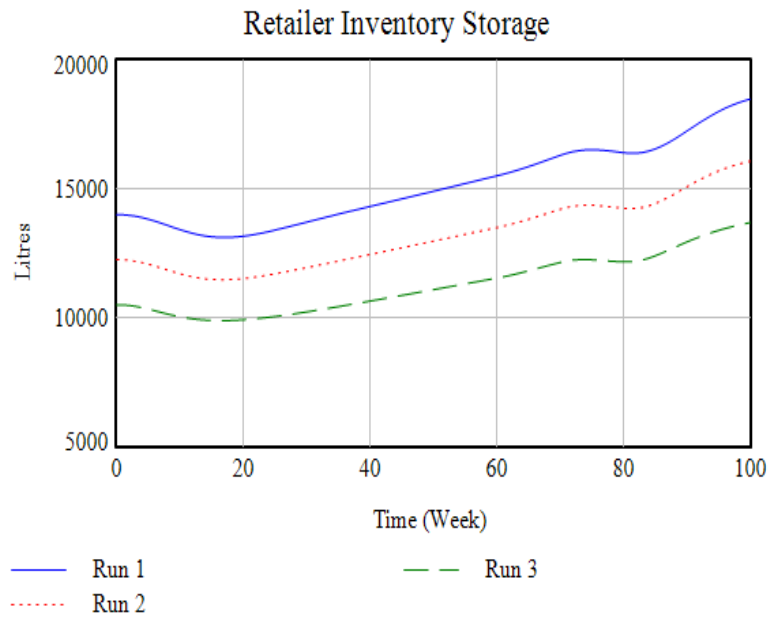 Retailer Inventory Storage
20000
15000
10000
5000
Litres
0 20 40 60 80 100
Time (Week)
Run 1 Run 3
Run 2